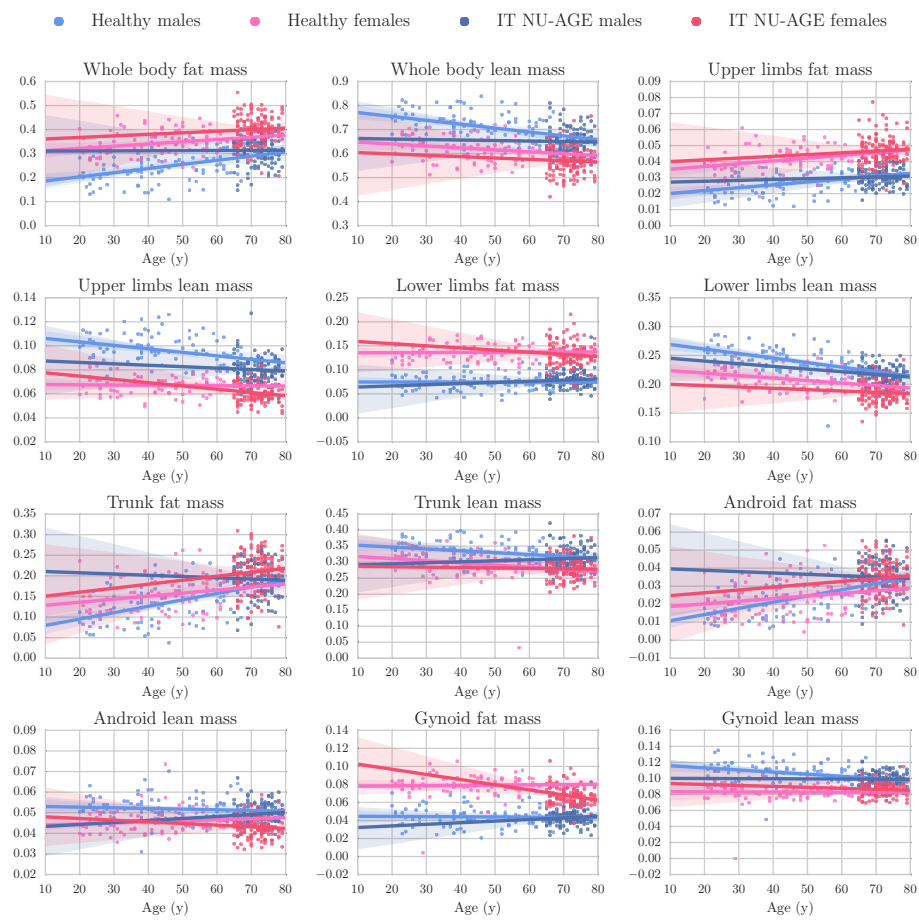 Healthy males Healthy females IT NU-AGE males IT NU-AGE females
Whole body fat mass Whole body lean mass Upper limbs fat mass
0.6 0.9 0.09
0.5 0.8 0.08
0.4 0.7 0.07
0.3 0.6 0.06
0.2 0.5 0.05
0.1 0.4 0.04
0.0 0.3 0.03
0.02
0.01
0.00
10 20 30 40 50 60 70 80 10 20 30 40 50 60 70 80 10 20 30 40 50 60 70 80
Age (y) Age (y) Age (y)
Upper limbs lean mass Lower limbs fat mass Lower limbs lean mass
0.14 0.25 0.35
0.12 0.20 0.30
0.10 0.15 0.25
0.08 0.10 0.20
0.06 0.05 0.15
0.04 0.00 0.10
0.02 −0.05
10 20 30 40 50 60 70 80 10 20 30 40 50 60 70 80 10 20 30 40 50 60 70 80
Age (y) Age (y) Age (y)
Trunk fat mass Trunk lean mass Android fat mass
0.35 0.45 0.07
0.30 0.40 0.06
0.25 0.35 0.05
0.20 0.30 0.04
0.15 0.25 0.03
0.10 0.20 0.02
0.05 0.15 0.01
0.00 0.10 0.00
0.05 −0.01
0.00
10 20 30 40 50 60 70 80 10 20 30 40 50 60 70 80 10 20 30 40 50 60 70 80
Age (y) Age (y) Age (y)
Android lean mass Gynoid fat mass Gynoid lean mass
0.09 0.14 0.16
0.08 0.12 0.14
0.07 0.10 0.12
0.06 0.08 0.10
0.05 0.06 0.08
0.04 0.04 0.06
0.03 0.02 0.04
0.02 0.00 0.02
−0.02 0.00
−0.02
10 20 30 40 50 60 70 80 10 20 30 40 50 60 70 80 10 20 30 40 50 60 70 80
Age (y) Age (y) Age (y)